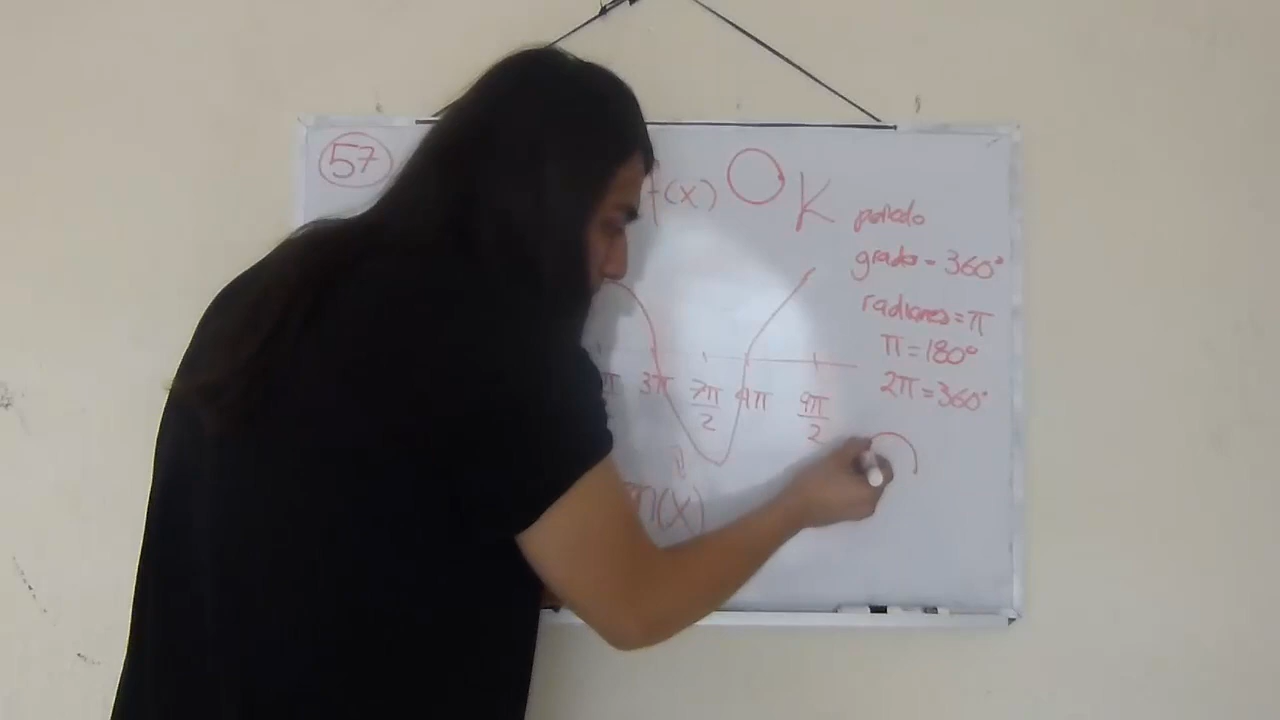 57
f(x) OK
periodo
grados = 360°
radianes = π
π = 180°
2π = 360°
3π 7π/2 4π 9π/2
n(x)